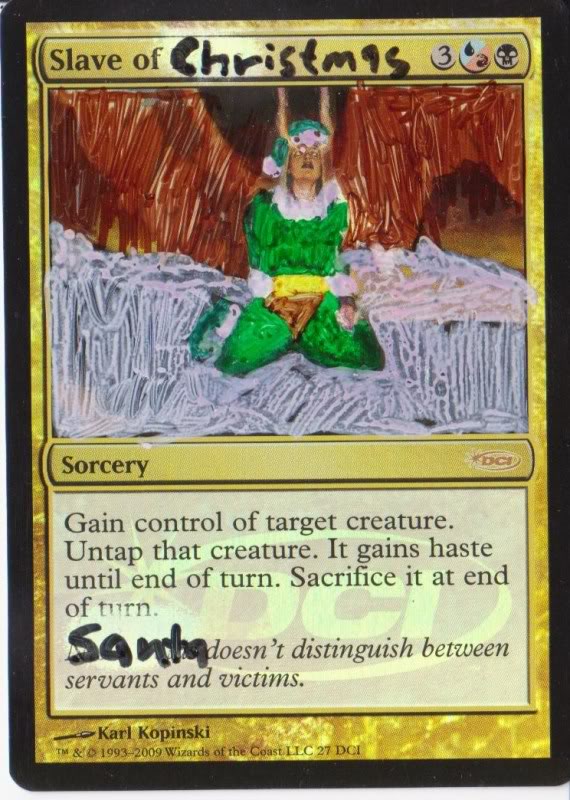 Slave of Christmas 3
Sorcery
DCI
Gain control of target creature.
Untap that creature. It gains haste
until end of turn. Sacrifice it at end
of turn.
DCI
Santa doesn't distinguish between
servants and victims.
Karl Kopinski
™ & © 1993–2009 Wizards of the Coast LLC 27 DCI